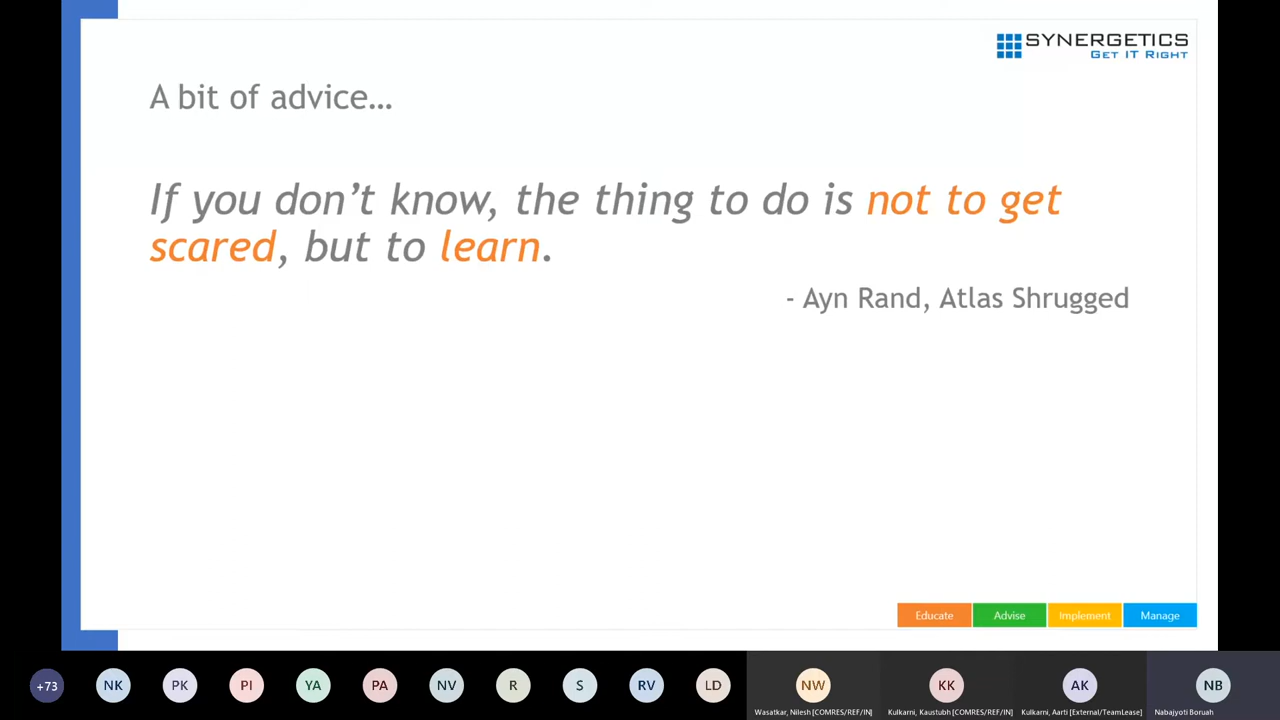 SYNERGETICS
GET IT RIGHT
A bit of advice...
If you don't know, the thing to do is not to get
scared, but to learn.
- Ayn Rand, Atlas Shrugged
Educate Advise Implement Manage
+73 NK PK PI YA PA NV R S RV LD NW KK AK NB
Wasatkar, Nilesh [COMRES/REF/IN] Kulkarni, Kaustubh [COMRES/REF/IN] Kulkarni, Aarti [External/TeamLease] Nabajyoti Boruah